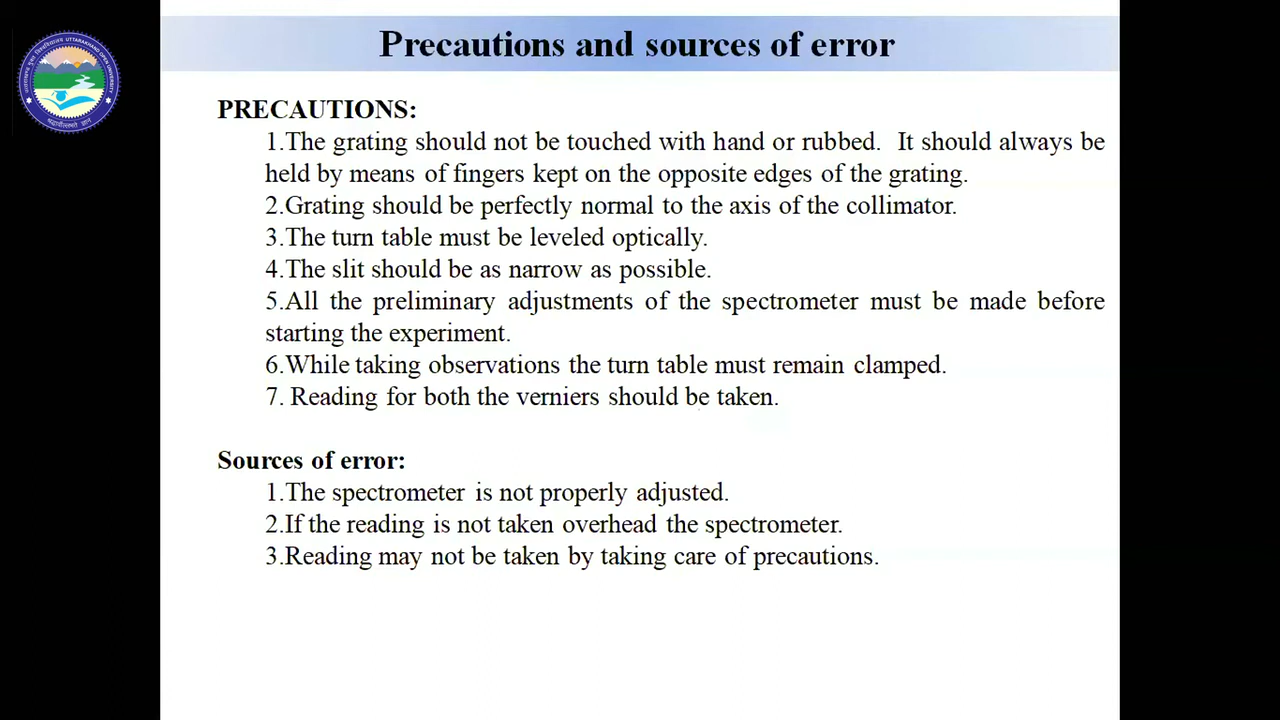 Precautions and sources of error
UTTARAKHAND OPEN UNIVERSITY
PRECAUTIONS:
1.The grating should not be touched with hand or rubbed. It should always be
held by means of fingers kept on the opposite edges of the grating.
2.Grating should be perfectly normal to the axis of the collimator.
3.The turn table must be leveled optically.
4.The slit should be as narrow as possible.
5.All the preliminary adjustments of the spectrometer must be made before
starting the experiment.
6.While taking observations the turn table must remain clamped.
7. Reading for both the verniers should be taken.
Sources of error:
1.The spectrometer is not properly adjusted.
2.If the reading is not taken overhead the spectrometer.
3.Reading may not be taken by taking care of precautions.